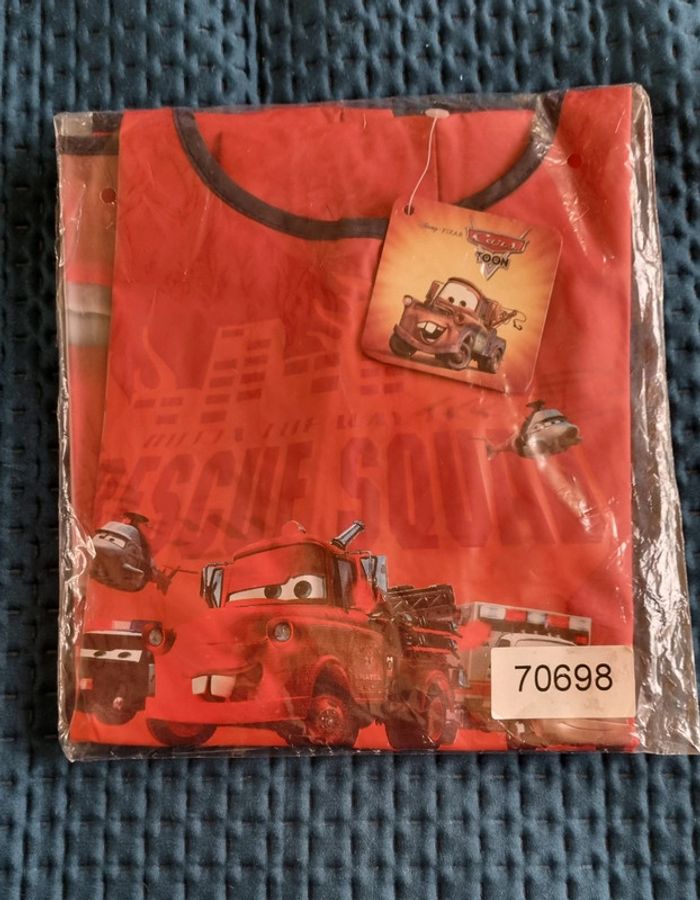 Disney · PIXAR
Cars
TOON
RESCUE SQUAD
70698